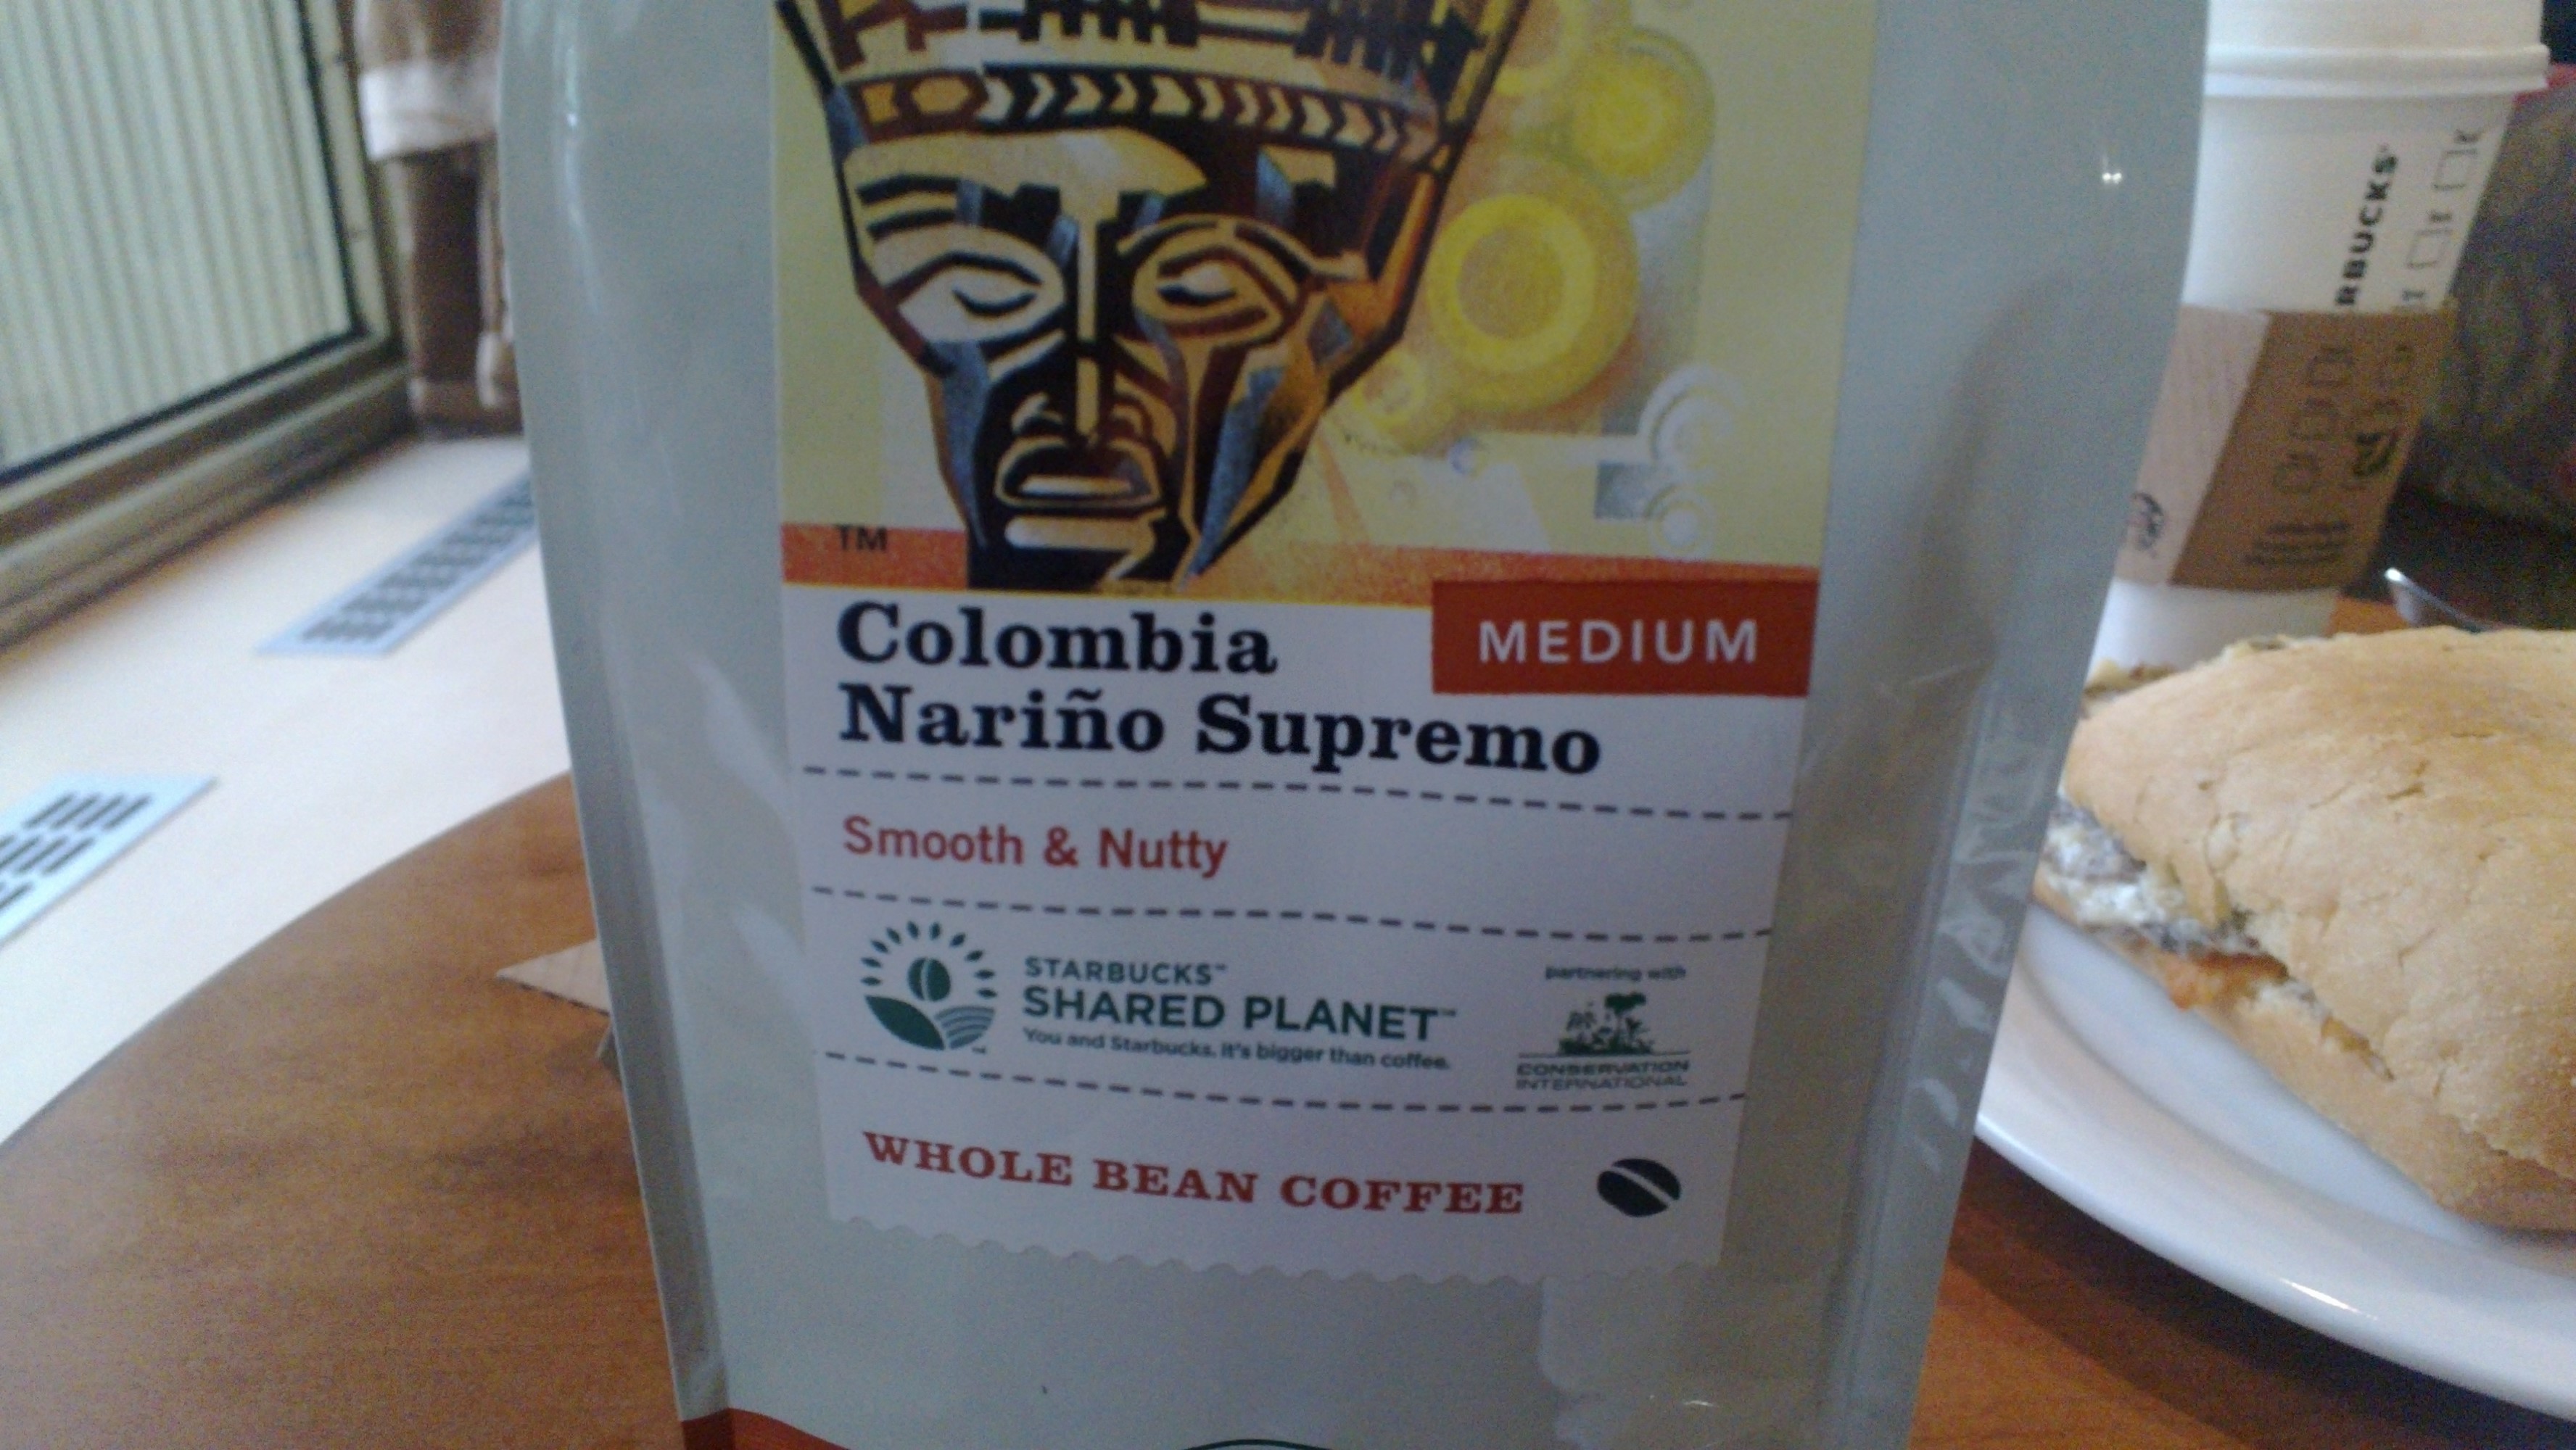 TM
Colombia
Nariño Supremo
MEDIUM
Smooth & Nutty
STARBUCKS™
SHARED PLANET™
You and Starbucks. It's bigger than coffee.
partnering with
CONSERVATION
INTERNATIONAL
WHOLE BEAN COFFEE
RBUCKS®